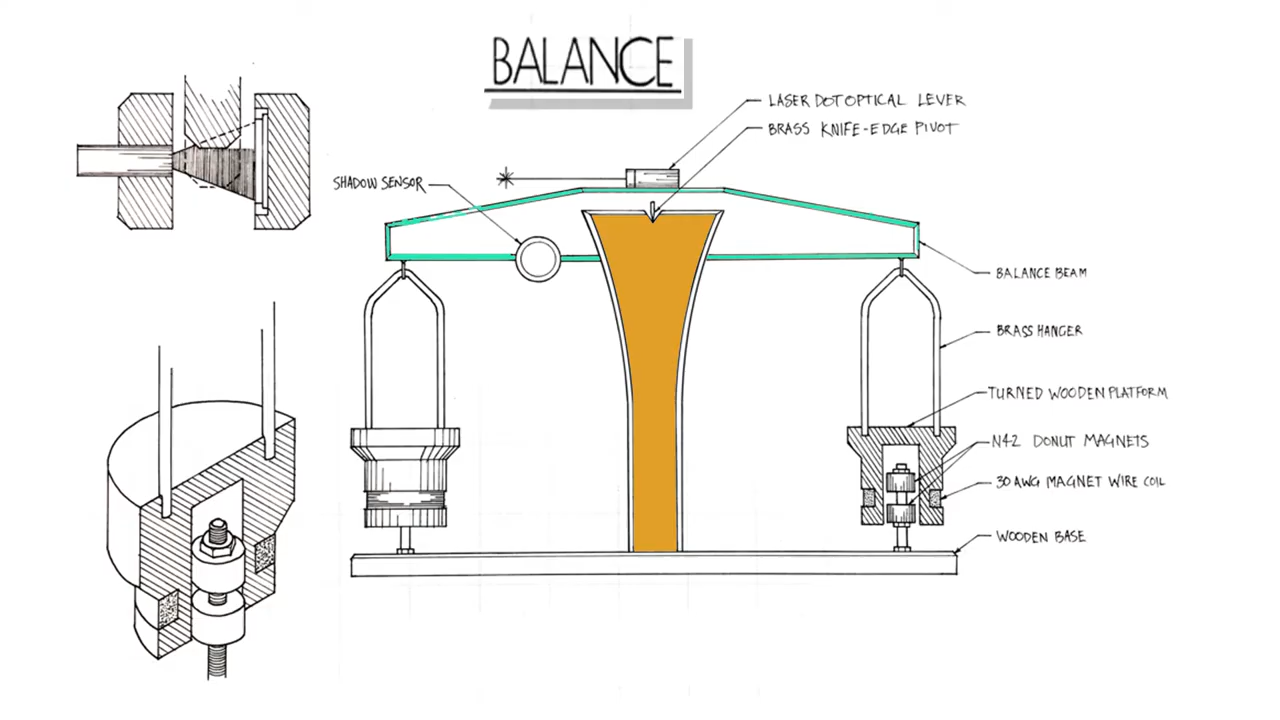 BALANCE
LASER DOT OPTICAL LEVER
BRASS KNIFE-EDGE PIVOT
SHADOW SENSOR
BALANCE BEAM
BRASS HANGER
TURNED WOODEN PLATFORM
N42 DONUT MAGNETS
30 AWG MAGNET WIRE COIL
WOODEN BASE